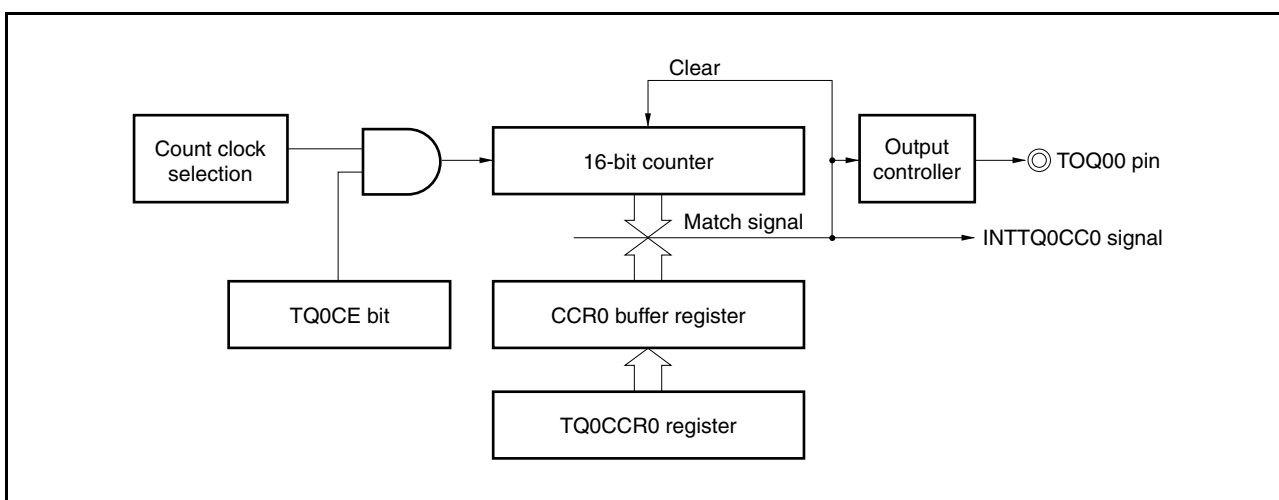 Clear
Count clock
selection
16-bit counter
Output
controller
TOQ00 pin
Match signal
INTTQ0CC0 signal
TQ0CE bit
CCR0 buffer register
TQ0CCR0 register